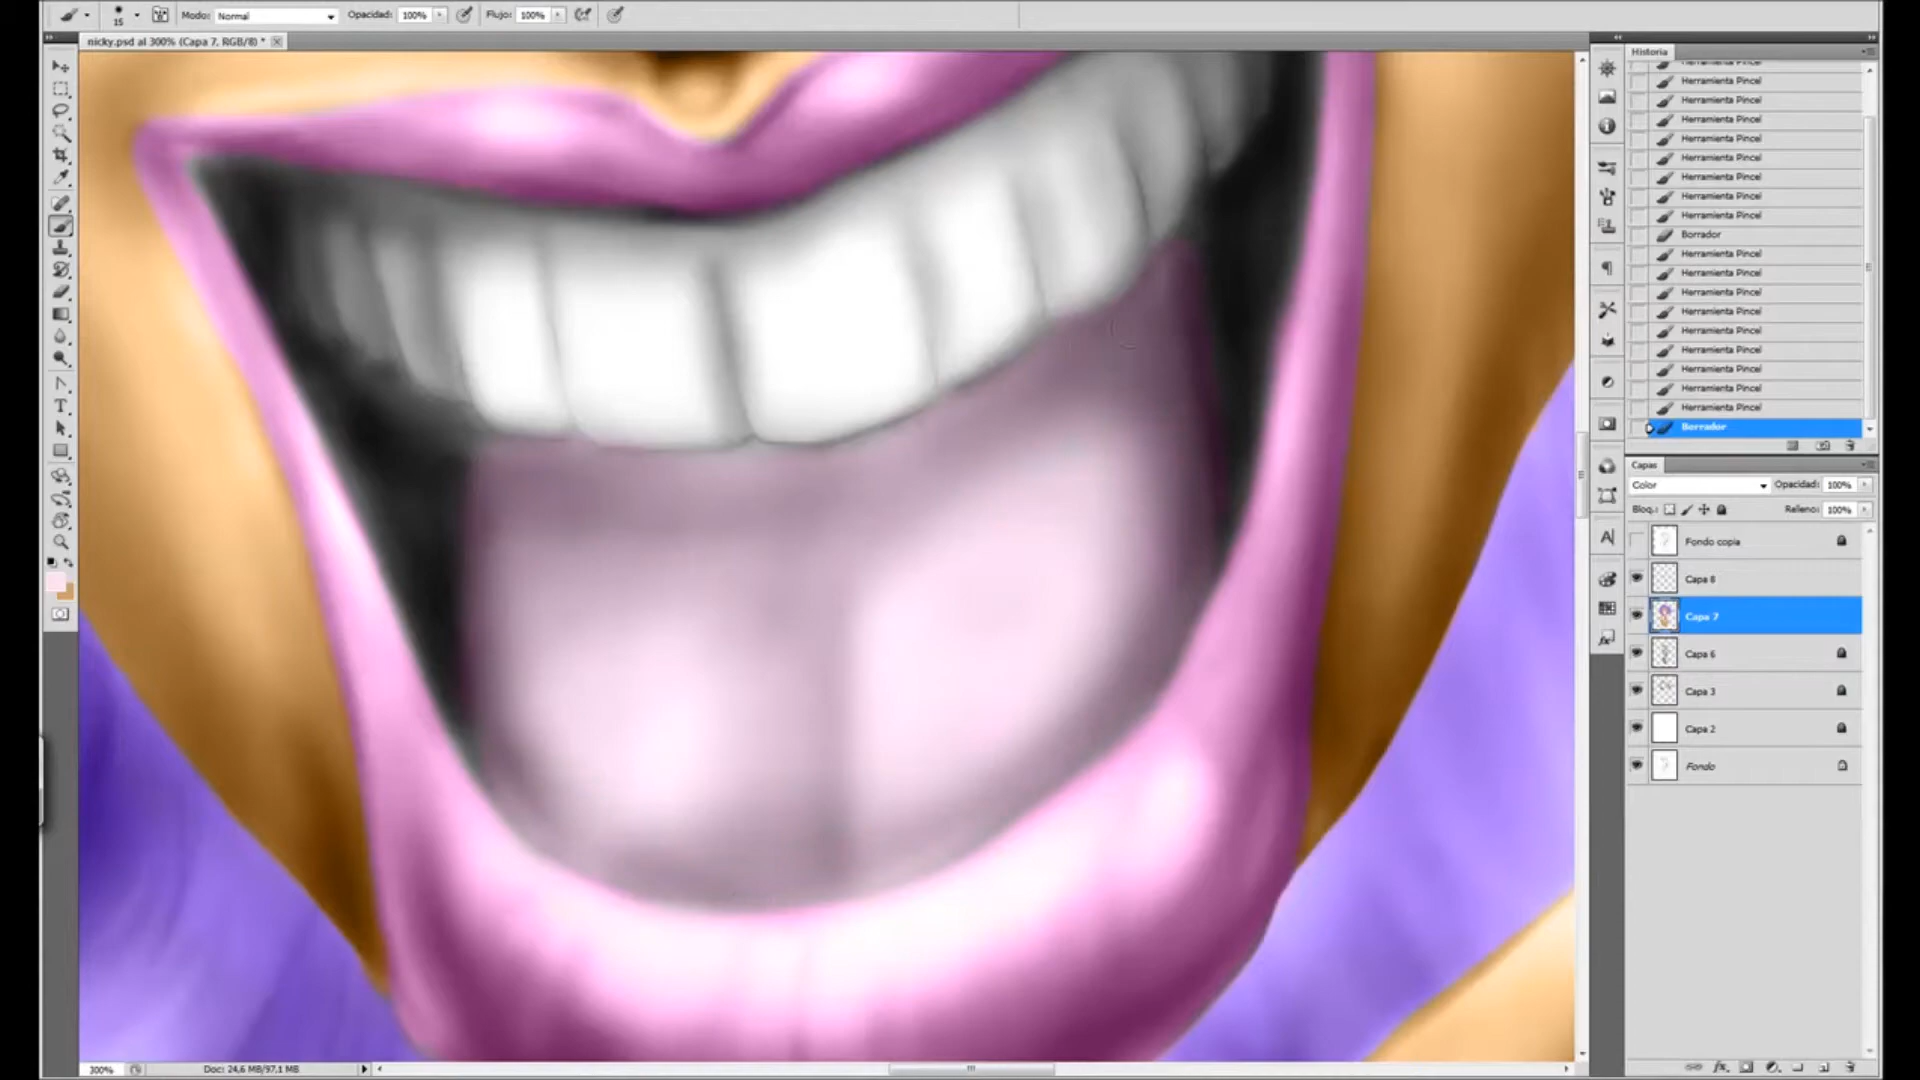 15 Modo: Normal Opacidad: 100% Flujo: 100%
nicky.psd al 300% (Capa 7, RGB/8) *
Historia
Herramienta Pincel
Herramienta Pincel
Herramienta Pincel
Herramienta Pincel
Herramienta Pincel
Herramienta Pincel
Herramienta Pincel
Herramienta Pincel
Herramienta Pincel
Borrador
Herramienta Pincel
Herramienta Pincel
Herramienta Pincel
Herramienta Pincel
Herramienta Pincel
Herramienta Pincel
Herramienta Pincel
Herramienta Pincel
Herramienta Pincel
Borrador
Capas
Color Opacidad: 100%
Bloq.: Relleno: 100%
Fondo copia
Capa 8
Capa 7
Capa 6
Capa 3
Capa 2
Fondo
300% Doc: 24,6 MB/97,1 MB